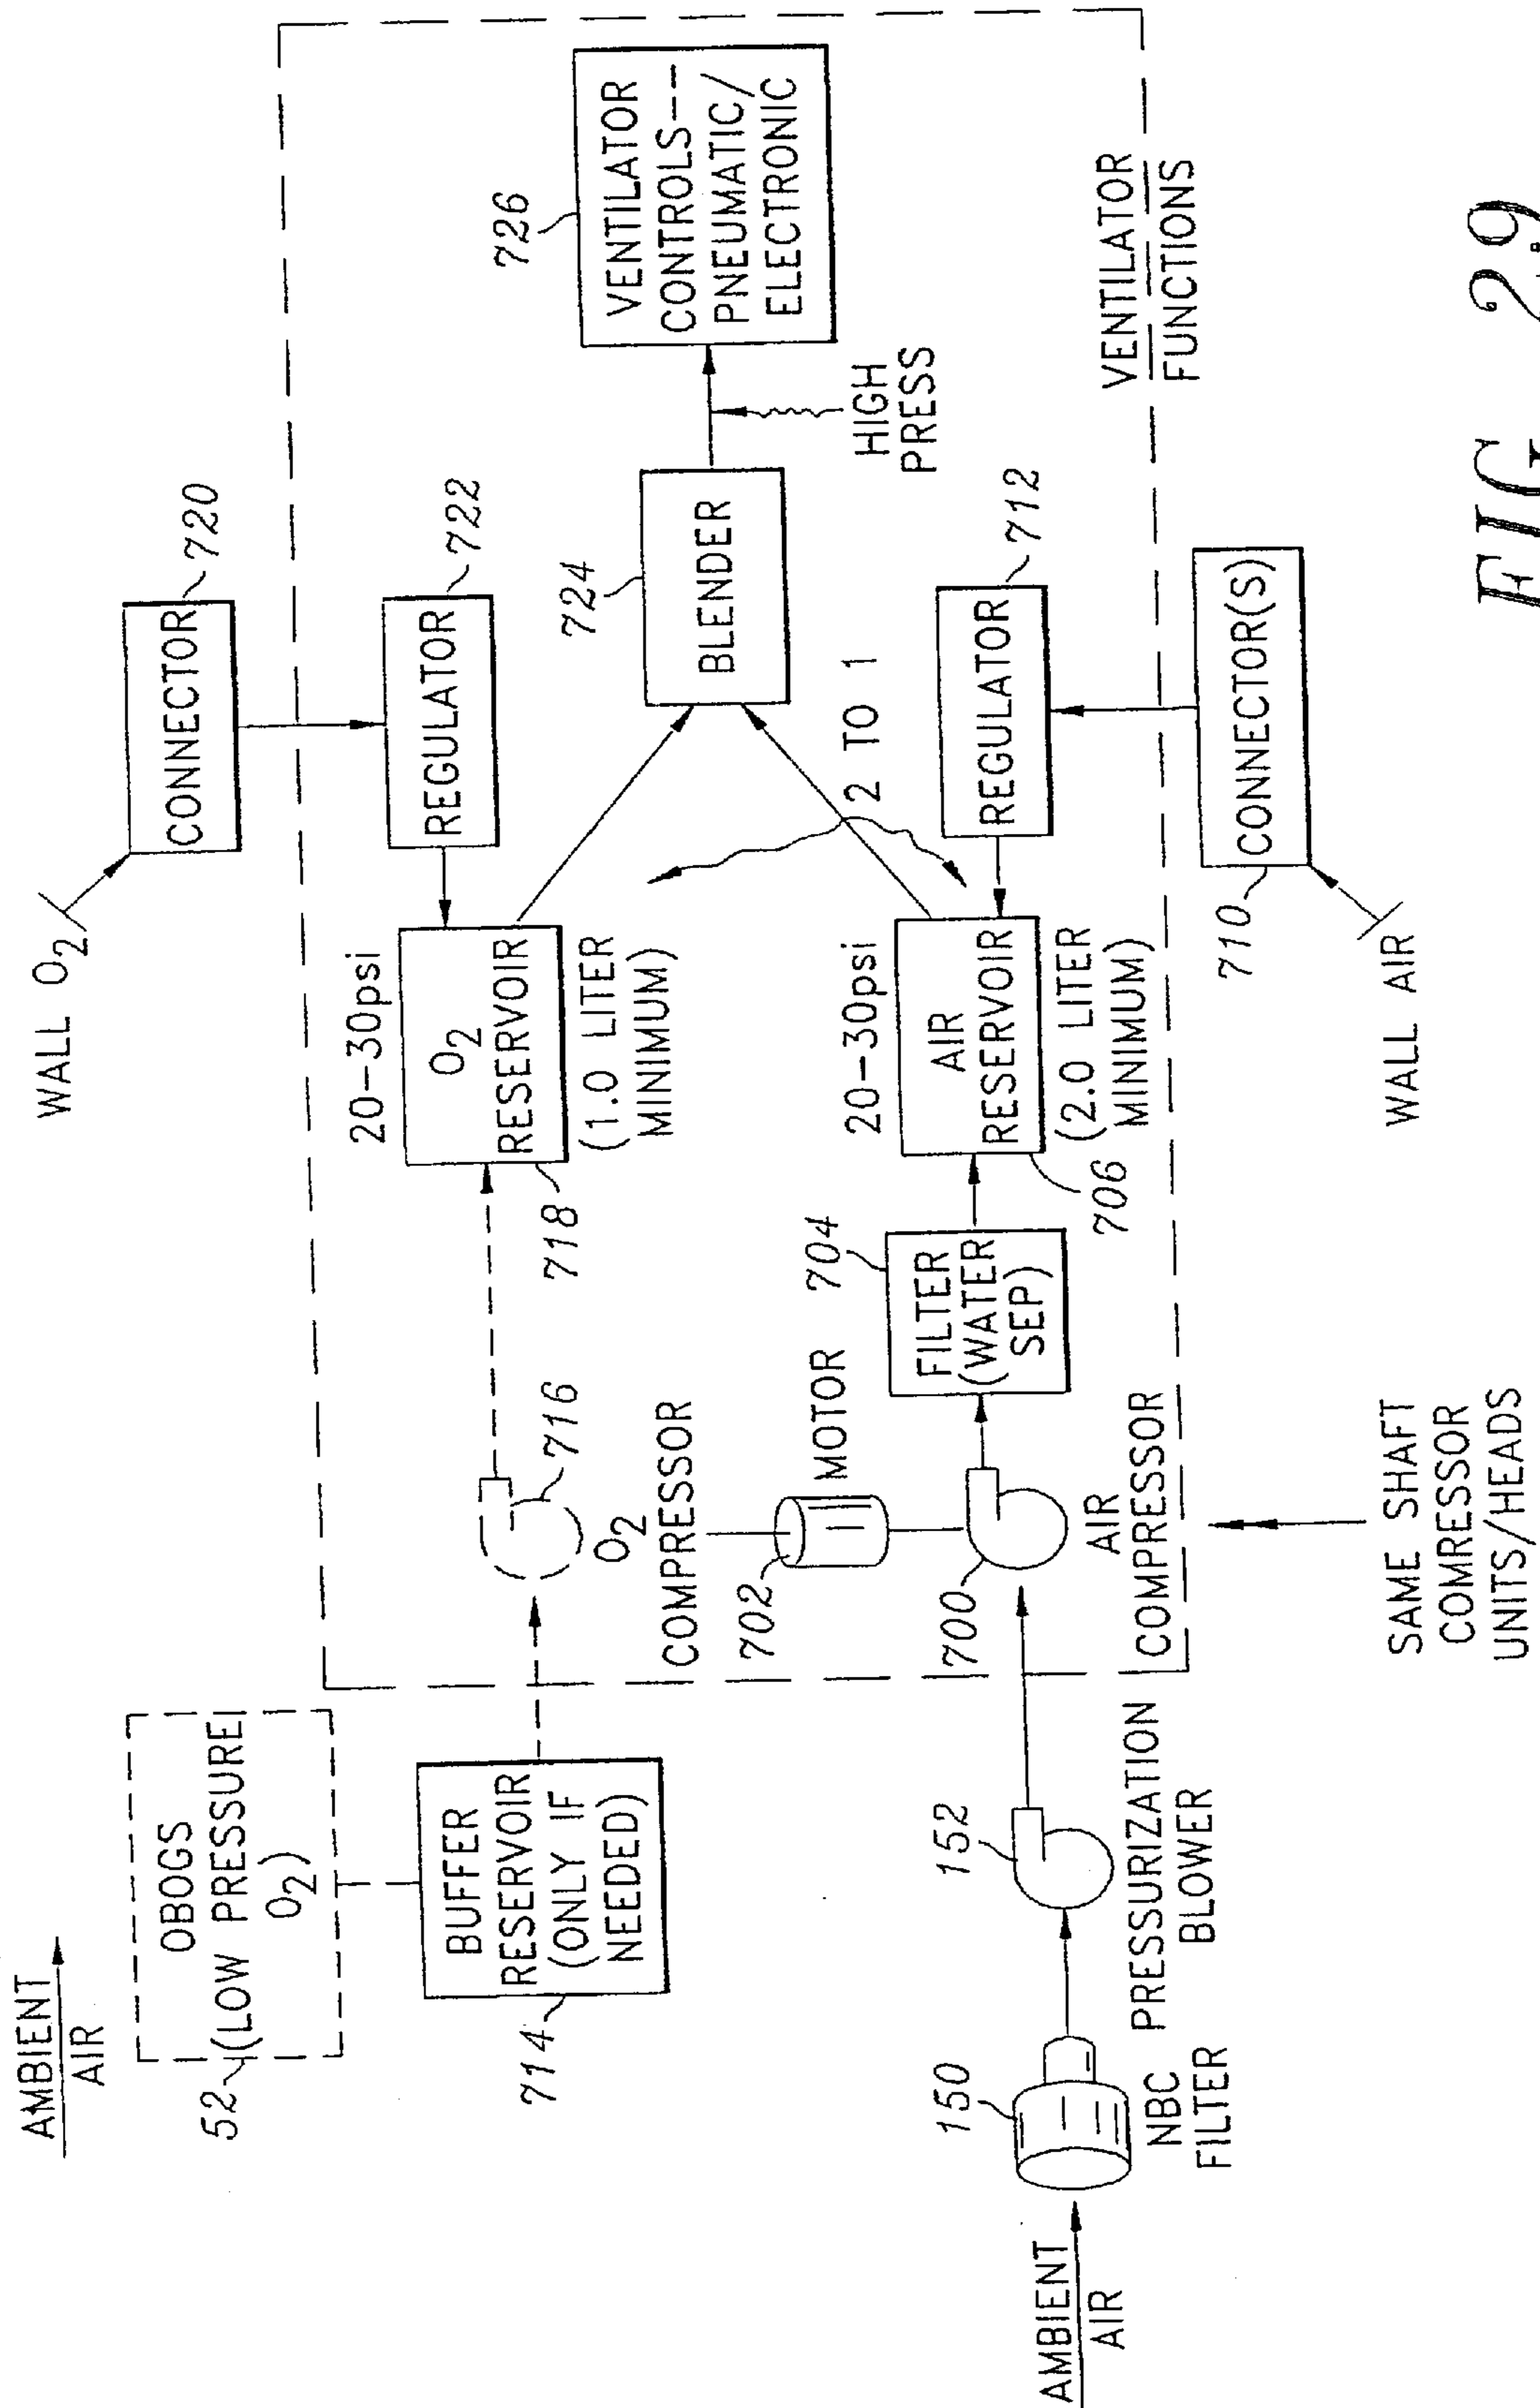 AMBIENT
AIR
OBOGS
(LOW PRESSURE
O2)
52
BUFFER
RESERVOIR
(ONLY IF
NEEDED)
714
716
O2
COMPRESSOR
WALL O2
CONNECTOR
720
REGULATOR
722
20-30psi
O2
RESERVOIR
(1.0 LITER
MINIMUM)
718
724
BLENDER
726
VENTILATOR
CONTROLS--
PNEUMATIC/
ELECTRONIC
HIGH
PRESS
2 TO 1
702
MOTOR
AMBIENT
AIR
150
NBC
FILTER
152
PRESSURIZATION
BLOWER
700
AIR
COMPRESSOR
704
FILTER
(WATER
SEP)
20-30psi
AIR
RESERVOIR
(2.0 LITER
MINIMUM)
706
REGULATOR
712
710
CONNECTOR(S)
WALL AIR
VENTILATOR
FUNCTIONS
SAME SHAFT
COMRESSOR
UNITS/HEADS
FIG. 29